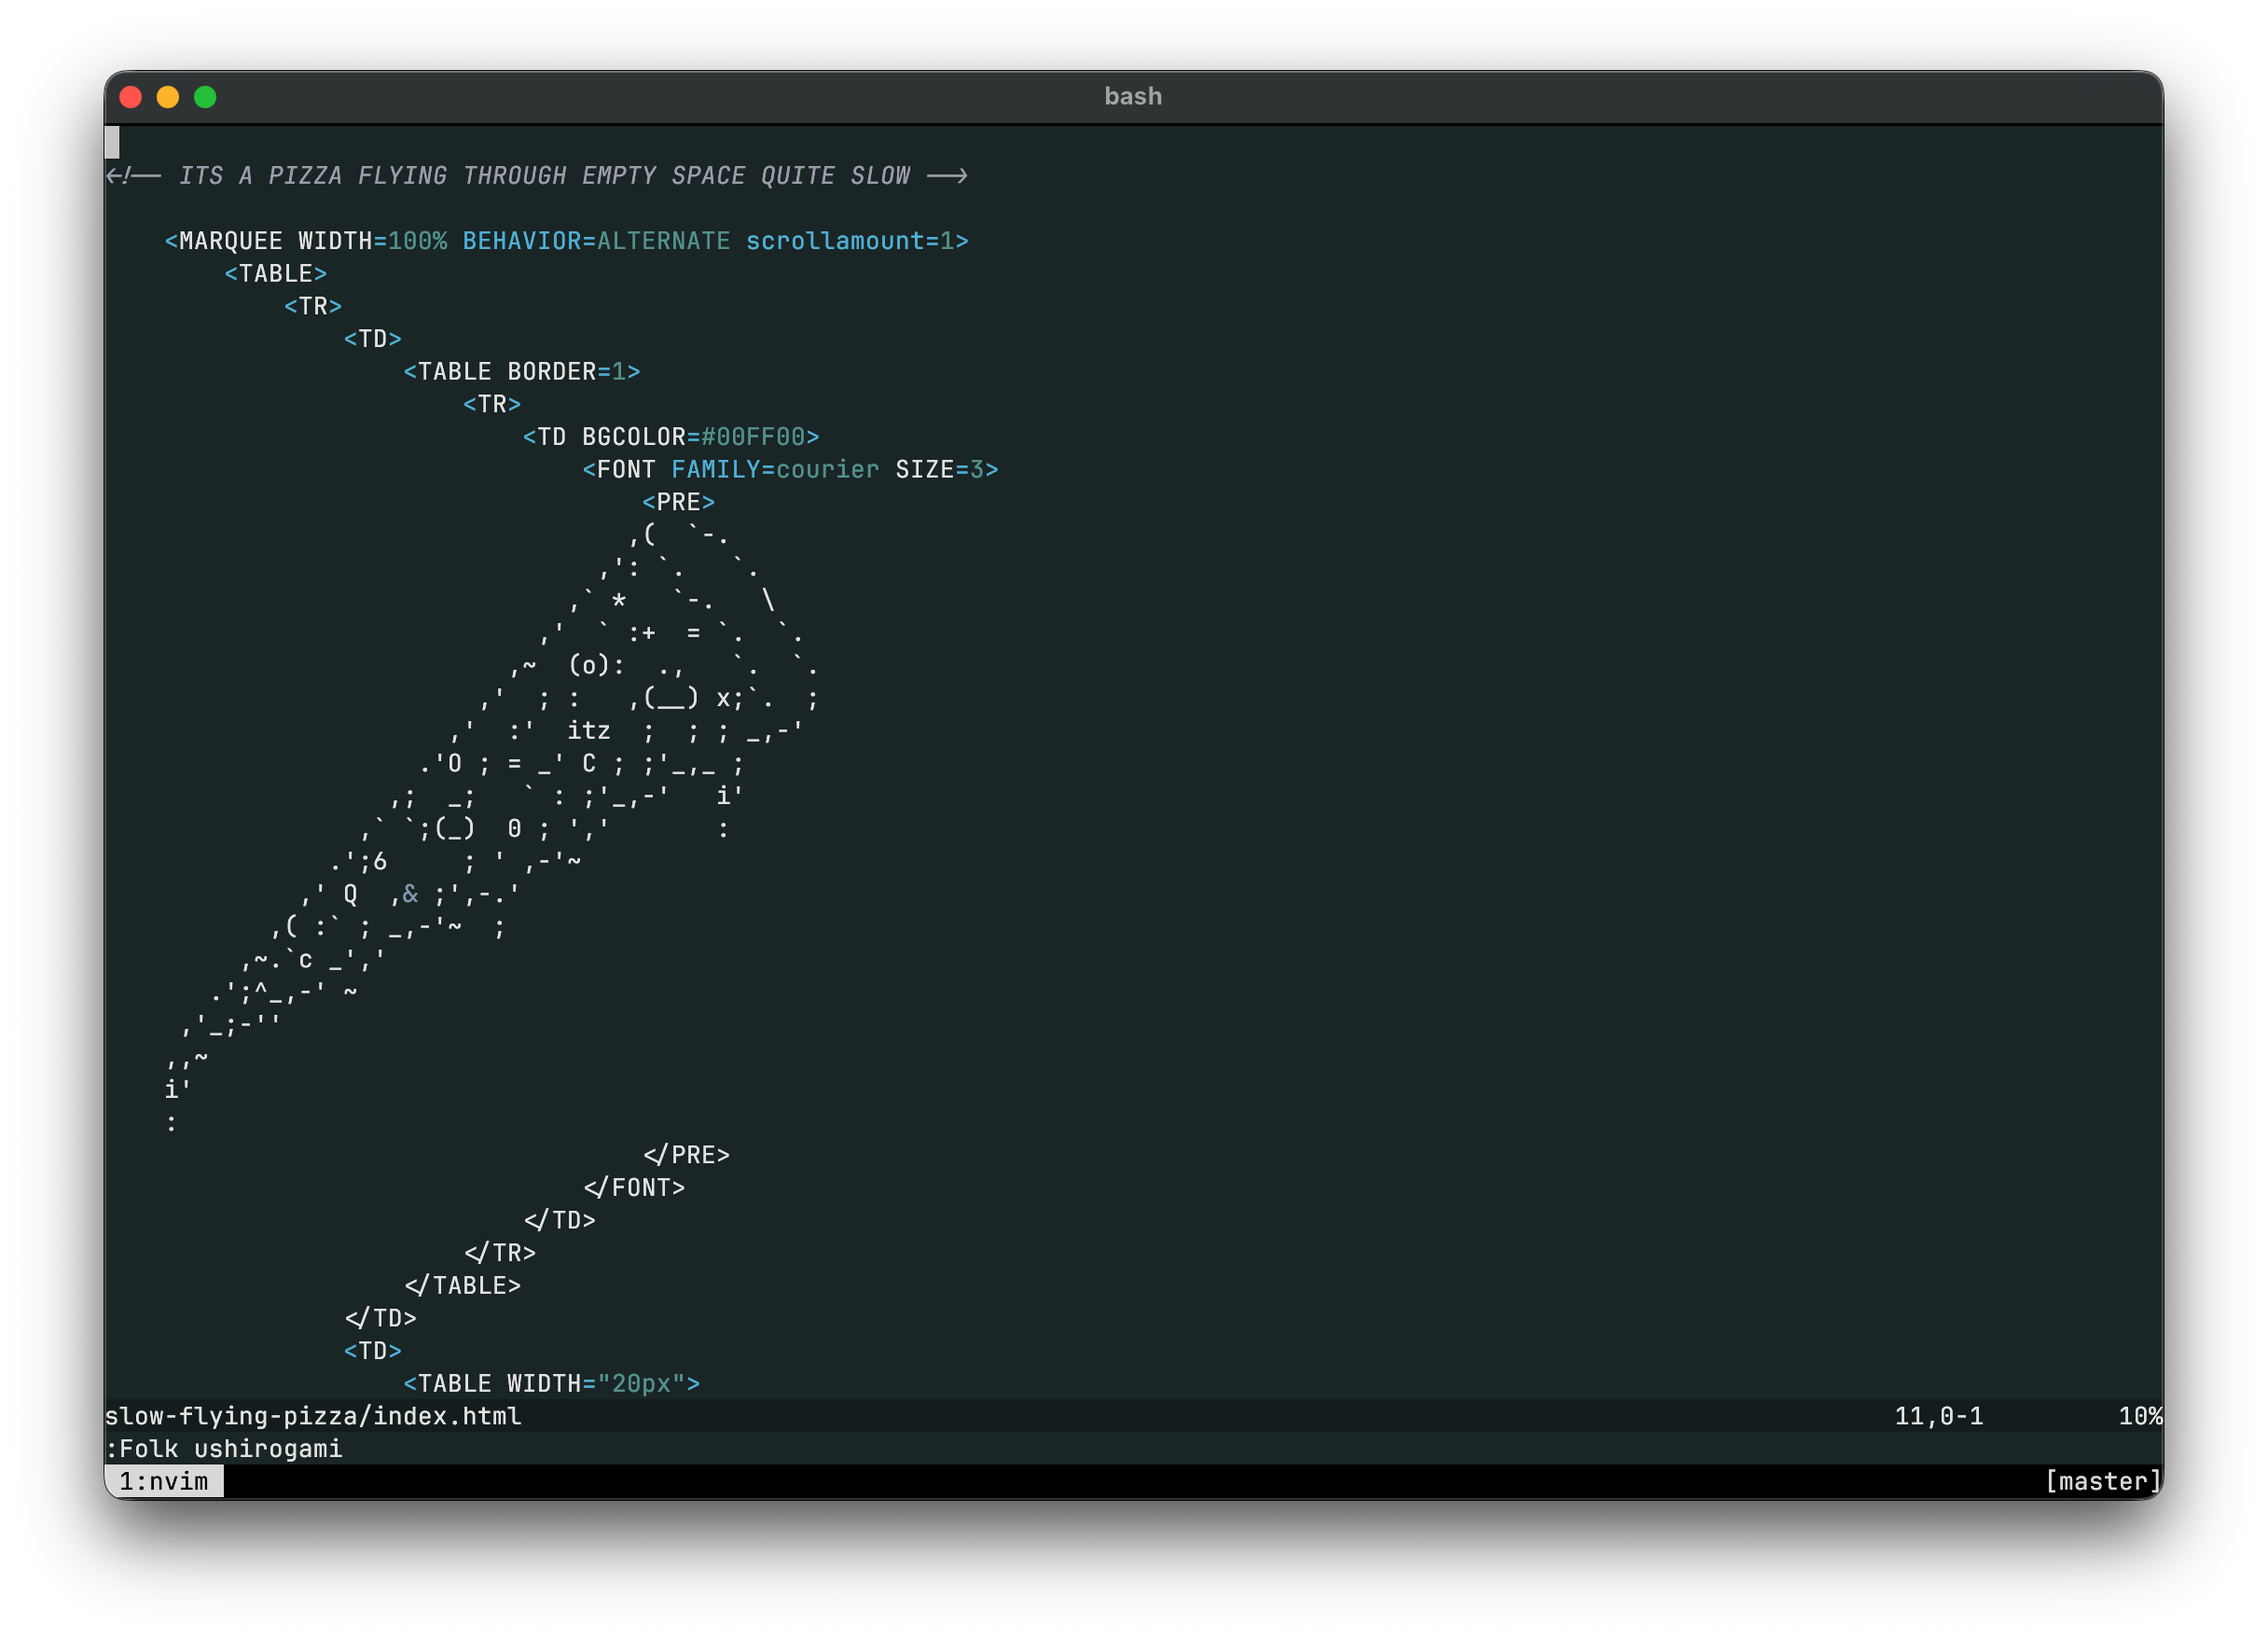 bash
<!-- ITS A PIZZA FLYING THROUGH EMPTY SPACE QUITE SLOW -->
    <MARQUEE WIDTH=100% BEHAVIOR=ALTERNATE scrollamount=1>
        <TABLE>
            <TR>
                <TD>
                    <TABLE BORDER=1>
                        <TR>
                            <TD BGCOLOR=#00FF00>
                                <FONT FAMILY=courier SIZE=3>
                                    <PRE>
                                   ,(  `-.
                                 ,': `.   `.
                               ,` *   `-.   \
                             ,'  ` :+  = `.  `.
                           ,~  (o):  .,   `.  `.
                         ,'  ; :   ,(__) x;`.  ;
                       ,'  :'  itz  ;  ; ; _,-'
                     .'O ; = _' C ; ;'_,_ ;
                   ,;  _;   ` : ;'_,-'   i'
                 ,` `;(_)  0 ; ','       :
               .';6     ; ' ,-'~
             ,' Q  ,& ;',-.'
           ,( :` ; _,-'~  ;
         ,~.`c _','
       .';^_,-' ~
     ,'_;-''
    ,,~
    i'
    :
                                    </PRE>
                                </FONT>
                            </TD>
                        </TR>
                    </TABLE>
                </TD>
                <TD>
                    <TABLE WIDTH="20px">
slow-flying-pizza/index.html 11,0-1 10%
:Folk ushirogami
1:nvim [master]